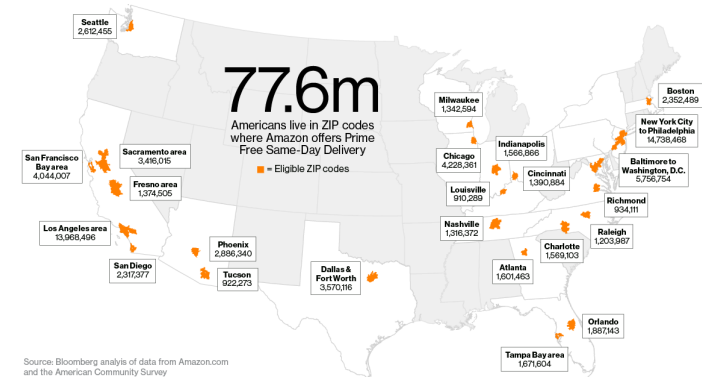 Seattle
2,612,455
77.6m
Americans live in ZIP codes
where Amazon offers Prime
Free Same-Day Delivery
= Eligible ZIP codes
Boston
2,352,489
Milwaukee
1,342,594
New York City
to Philadelphia
14,738,468
Indianapolis
1,566,866
Sacramento area
3,416,015
San Francisco
Bay area
4,044,007
Chicago
4,228,361
Baltimore to
Washington, D.C.
5,756,754
Cincinnati
1,390,884
Fresno area
1,374,505
Louisville
910,289
Richmond
934,111
Los Angeles area
13,968,496
Nashville
1,316,372
Raleigh
1,203,987
Phoenix
2,886,340
Charlotte
1,569,103
San Diego
2,317,377
Tucson
922,273
Dallas &
Fort Worth
3,570,116
Atlanta
1,601,463
Orlando
1,887,143
Tampa Bay area
1,671,604
Source: Bloomberg analyis of data from Amazon.com
and the American Community Survey